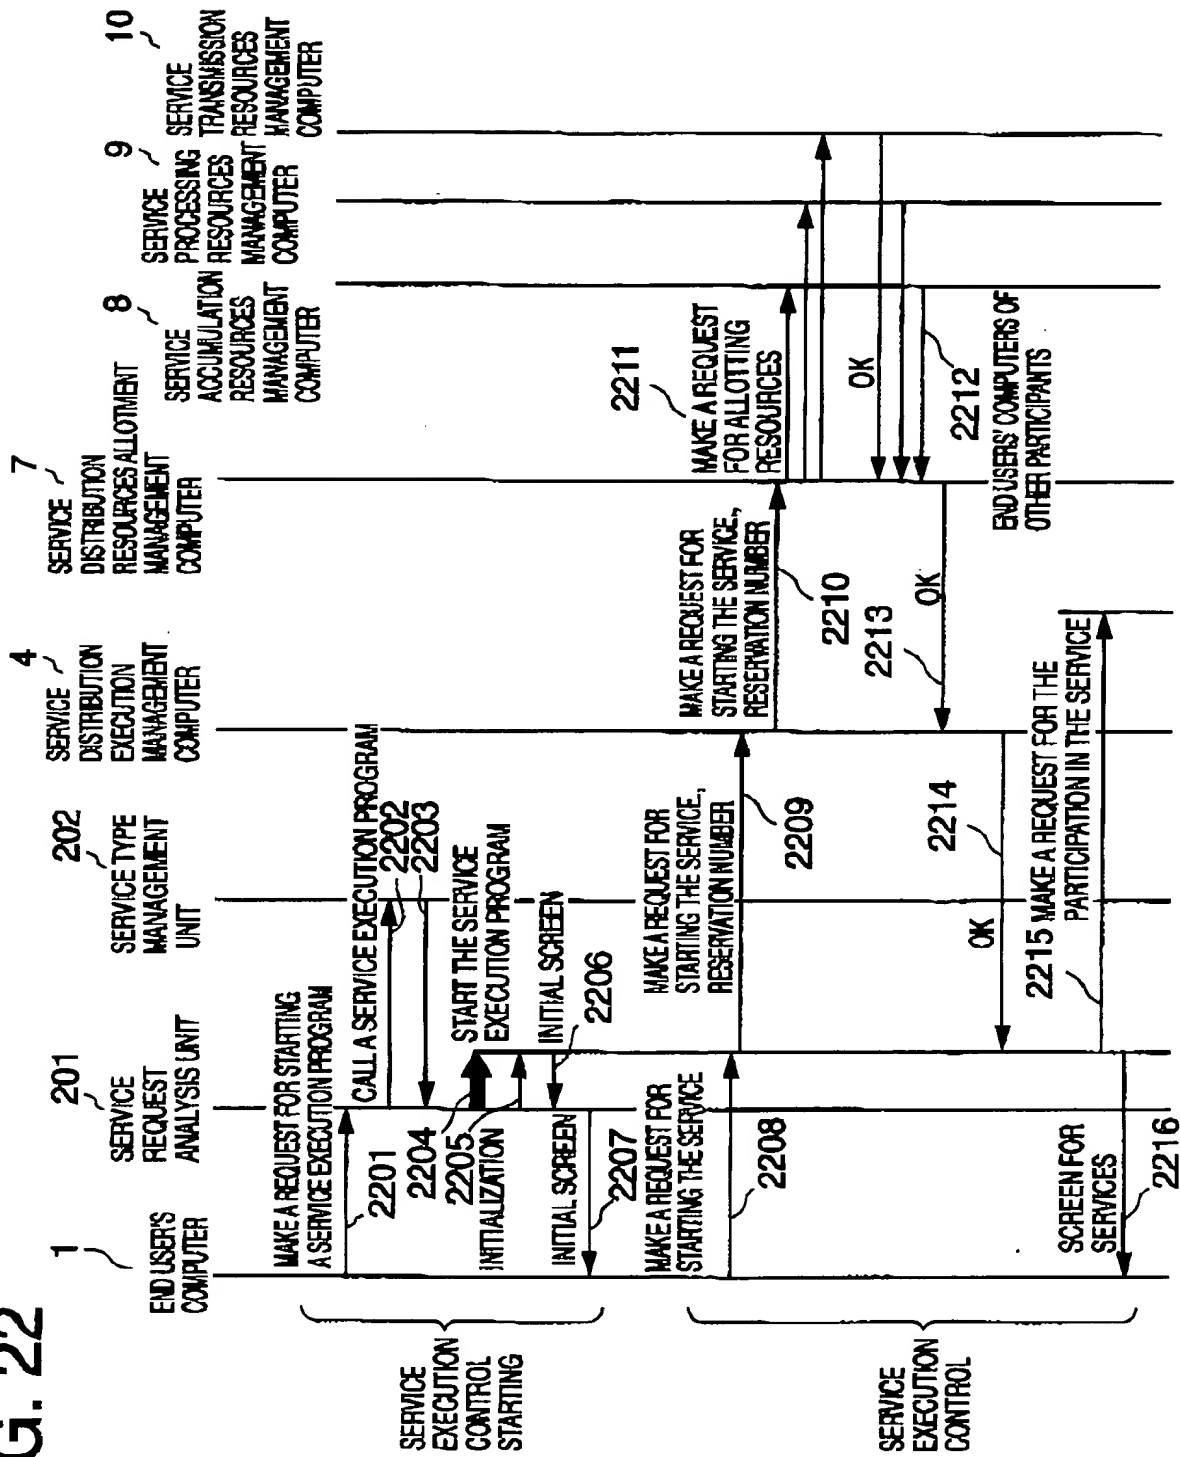 G. 22
1
END USER'S
COMPUTER
201
SERVICE
REQUEST
ANALYSIS UNIT
202
SERVICE TYPE
MANAGEMENT
UNIT
4
SERVICE
DISTRIBUTION
EXECUTION
MANAGEMENT
COMPUTER
7
SERVICE
DISTRIBUTION
RESOURCES ALLOTMENT
MANAGEMENT
COMPUTER
8
SERVICE
ACCUMULATION
RESOURCES
MANAGEMENT
COMPUTER
9
SERVICE
PROCESSING
RESOURCES
MANAGEMENT
COMPUTER
10
SERVICE
TRANSMISSION
RESOURCES
MANAGEMENT
COMPUTER
SERVICE
EXECUTION
CONTROL
STARTING
MAKE A REQUEST FOR STARTING
A SERVICE EXECUTION PROGRAM
2201
CALL A SERVICE EXECUTION PROGRAM
2202
2203
START THE SERVICE
EXECUTION PROGRAM
2204
2205
INITIALIZATION
INITIAL SCREEN
2206
INITIAL SCREEN
2207
SERVICE
EXECUTION
CONTROL
MAKE A REQUEST FOR
STARTING THE SERVICE
2208
MAKE A REQUEST FOR
STARTING THE SERVICE,
RESERVATION NUMBER
2209
MAKE A REQUEST FOR
STARTING THE SERVICE,
RESERVATION NUMBER
2210
MAKE A REQUEST
FOR ALLOTTING
RESOURCES
2211
OK
2212
OK
2213
OK
2214
END USERS' COMPUTERS OF
OTHER PARTICIPANTS
2215 MAKE A REQUEST FOR THE
PARTICIPATION IN THE SERVICE
SCREEN FOR
SERVICES
2216